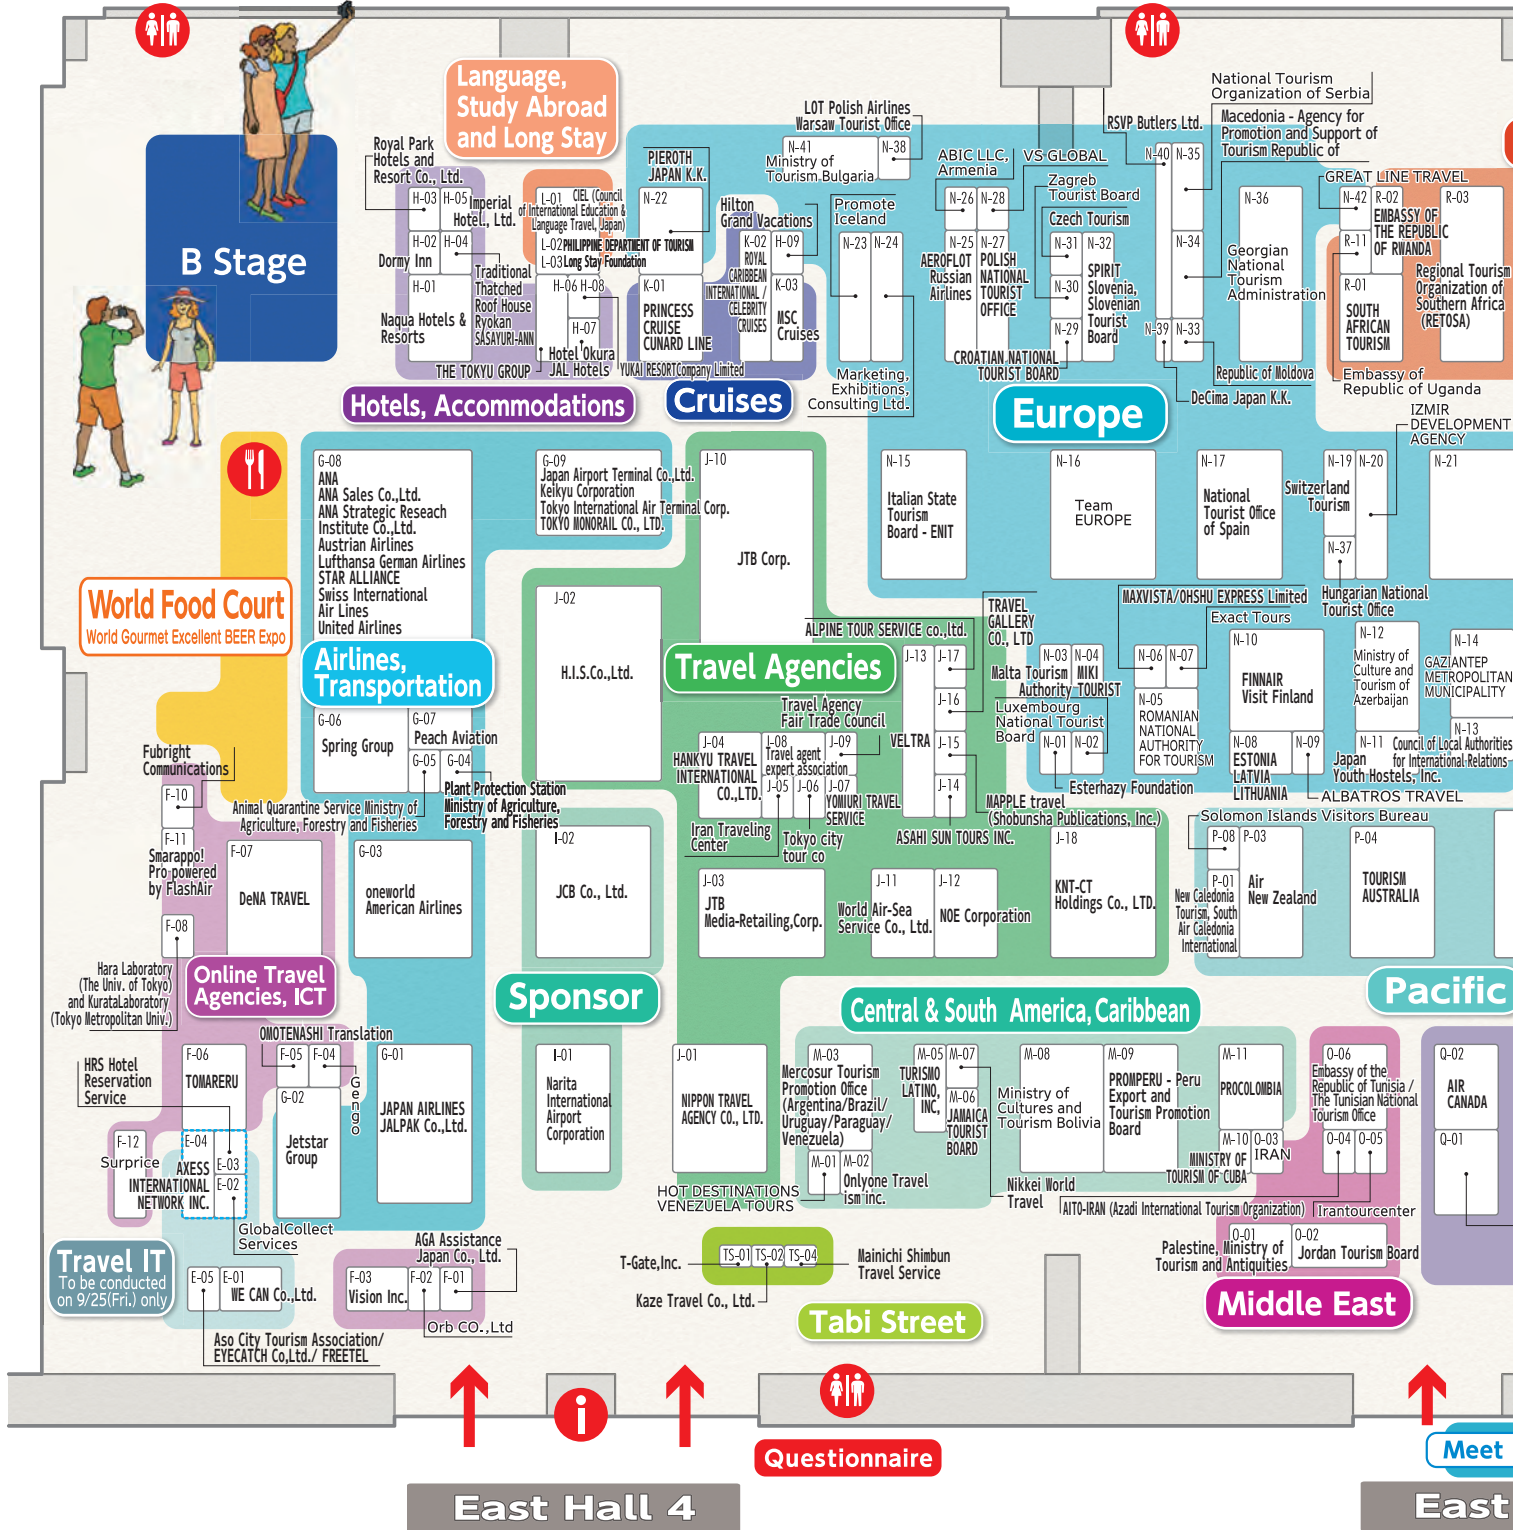 Language,
Study Abroad
and Long Stay
B Stage
Royal Park
Hotels and
Resort Co., Ltd.
H-03
H-05
Imperial
Hotel., Ltd.
H-02
H-04
Dormy Inn
Traditional
Thatched
Roof House
Ryokan
SASAYURI-ANN
H-01
Nagua Hotels &
Resorts
THE TOKYU GROUP
L-01
CIEL (Council
of International Education &
Language Travel, Japan)
L-02 PHILIPPINE DEPARTMENT OF TOURISM
L-03 Long Stay Foundation
H-06
H-08
H-07
Hotel Okura
JAL Hotels
YUKAI RESORT Company Limited
Hotels, Accommodations
PIEROTH
JAPAN K.K.
N-22
Hilton
Grand Vacations
K-02
H-09
ROYAL
CARIBBEAN
INTERNATIONAL /
CELEBRITY
CRUISES
K-01
PRINCESS
CRUISE
CUNARD LINE
K-03
MSC
Cruises
Cruises
LOT Polish Airlines
Warsaw Tourist Office
N-41
N-38
Ministry of
Tourism Bulgaria
Promote
Iceland
N-23
N-24
Marketing,
Exhibitions,
Consulting Ltd.
ABIC LLC,
Armenia
VS GLOBAL
N-26
N-28
N-25
AEROFLOT
Russian
Airlines
N-27
POLISH
NATIONAL
TOURIST
OFFICE
Zagreb
Tourist Board
Czech Tourism
N-31
N-32
N-30
SPIRIT
Slovenia,
Slovenian
Tourist
Board
N-29
CROATIAN NATIONAL
TOURIST BOARD
Europe
RSVP Butlers Ltd.
N-40
N-35
N-34
N-39
N-33
National Tourism
Organization of Serbia
Macedonia - Agency for
Promotion and Support of
Tourism Republic of
N-36
Georgian
National
Tourism
Administration
Republic of Moldova
DeCima Japan K.K.
GREAT LINE TRAVEL
N-42
R-02
EMBASSY OF
THE REPUBLIC
OF RWANDA
R-11
R-01
SOUTH
AFRICAN
TOURISM
R-03
Regional Tourism
Organization of
Southern Africa
(RETOSA)
Embassy of
Republic of Uganda
IZMIR
DEVELOPMENT
AGENCY
World Food Court
World Gourmet Excellent BEER Expo
G-08
ANA
ANA Sales Co.,Ltd.
ANA Strategic Reseach
Institute Co.,Ltd.
Austrian Airlines
Lufthansa German Airlines
STAR ALLIANCE
Swiss International
Air Lines
United Airlines
G-09
Japan Airport Terminal Co.,Ltd.
Keikyu Corporation
Tokyo International Air Terminal Corp.
TOKYO MONORAIL CO., LTD.
Airlines,
Transportation
G-06
Spring Group
G-07
Peach Aviation
G-05
G-04
Plant Protection Station
Ministry of Agriculture,
Forestry and Fisheries
Animal Quarantine Service Ministry of
Agriculture, Forestry and Fisheries
J-10
JTB Corp.
J-02
H.I.S.Co.,Ltd.
Travel Agencies
ALPINE TOUR SERVICE co.,ltd.
TRAVEL
GALLERY
CO., LTD
J-13
J-17
J-16
J-15
J-14
VELTRA
MAPPLE travel
(Shobunsha Publications, Inc.)
ASAHI SUN TOURS INC.
Travel Agency
Fair Trade Council
J-04
HANKYU TRAVEL
INTERNATIONAL
CO.,LTD.
J-08
Travel agent
expert association
J-09
J-05
J-06
J-07
YOMIURI TRAVEL
SERVICE
Iran Traveling
Center
Tokyo city
tour co
J-03
JTB
Media-Retailing,Corp.
J-11
World Air-Sea
Service Co., Ltd.
J-12
NOE Corporation
J-18
KNT-CT
Holdings Co., LTD.
N-15
Italian State
Tourism
Board - ENIT
N-16
Team
EUROPE
N-17
National
Tourist Office
of Spain
N-19
N-20
Switzerland
Tourism
N-37
Hungarian National
Tourist Office
N-21
Malta Tourism
Authority
N-03
N-04
MIKI
TOURIST
Luxembourg
National Tourist
Board
N-01
N-02
Esterhazy Foundation
MAXVISTA/OHSHU EXPRESS Limited
Exact Tours
N-06
N-07
N-05
ROMANIAN
NATIONAL
AUTHORITY
FOR TOURISM
N-10
FINNAIR
Visit Finland
N-08
ESTONIA
LATVIA
LITHUANIA
N-09
ALBATROS TRAVEL
N-12
Ministry of
Culture and
Tourism of
Azerbaijan
N-11
Japan
Youth Hostels, Inc.
N-14
GAZIANTEP
METROPOLITAN
MUNICIPALITY
N-13
Council of Local Authorities
for International Relations
Fubright
Communications
F-10
F-11
Smarappo!
Pro powered
by FlashAir
F-08
F-07
DeNA TRAVEL
Hara Laboratory
(The Univ. of Tokyo)
and KurataLaboratory
(Tokyo Metropolitan Univ.)
Online Travel
Agencies, ICT
G-03
oneworld
American Airlines
I-02
JCB Co., Ltd.
Sponsor
I-01
Narita
International
Airport
Corporation
Solomon Islands Visitors Bureau
P-08
P-03
Air
New Zealand
P-01
New Caledonia
Tourism, South
Air Caledonia
International
P-04
TOURISM
AUSTRALIA
Pacific
OMOTENASHI Translation
F-05
F-04
Gengo
F-06
TOMARERU
HRS Hotel
Reservation
Service
G-02
Jetstar
Group
G-01
JAPAN AIRLINES
JALPAK Co.,Ltd.
F-12
Surprice
E-04
AXESS
INTERNATIONAL
NETWORK INC.
E-03
E-02
GlobalCollect
Services
Travel IT
To be conducted
on 9/25(Fri.) only
E-05
E-01
WE CAN Co.,Ltd.
Aso City Tourism Association/
EYECATCH Co,Ltd./ FREETEL
AGA Assistance
Japan Co., Ltd.
F-03
Vision Inc.
F-02
F-01
Orb CO.,Ltd
J-01
NIPPON TRAVEL
AGENCY CO., LTD.
Central & South America, Caribbean
M-03
Mercosur Tourism
Promotion Office
(Argentina/Brazil/
Uruguay/Paraguay/
Venezuela)
M-01
M-02
Onlyone Travel
ism inc.
HOT DESTINATIONS
VENEZUELA TOURS
M-05
TURISMO
LATINO,
INC,
M-07
M-06
JAMAICA
TOURIST
BOARD
Nikkei World
Travel
M-08
Ministry of
Cultures and
Tourism Bolivia
M-09
PROMPERU - Peru
Export and
Tourism Promotion
Board
M-11
PROCOLOMBIA
M-10
MINISTRY OF
TOURISM OF CUBA
O-03
IRAN
O-06
Embassy of the
Republic of Tunisia /
The Tunisian National
Tourism Office
O-04
O-05
AITO-IRAN (Azadi International Tourism Organization)
Irantourcenter
O-01
Palestine, Ministry of
Tourism and Antiquities
O-02
Jordan Tourism Board
Middle East
Q-02
AIR
CANADA
Q-01
TS-01
TS-02
TS-04
T-Gate,Inc.
Kaze Travel Co., Ltd.
Mainichi Shimbun
Travel Service
Tabi Street
i
Questionnaire
Meet
East Hall 4
East